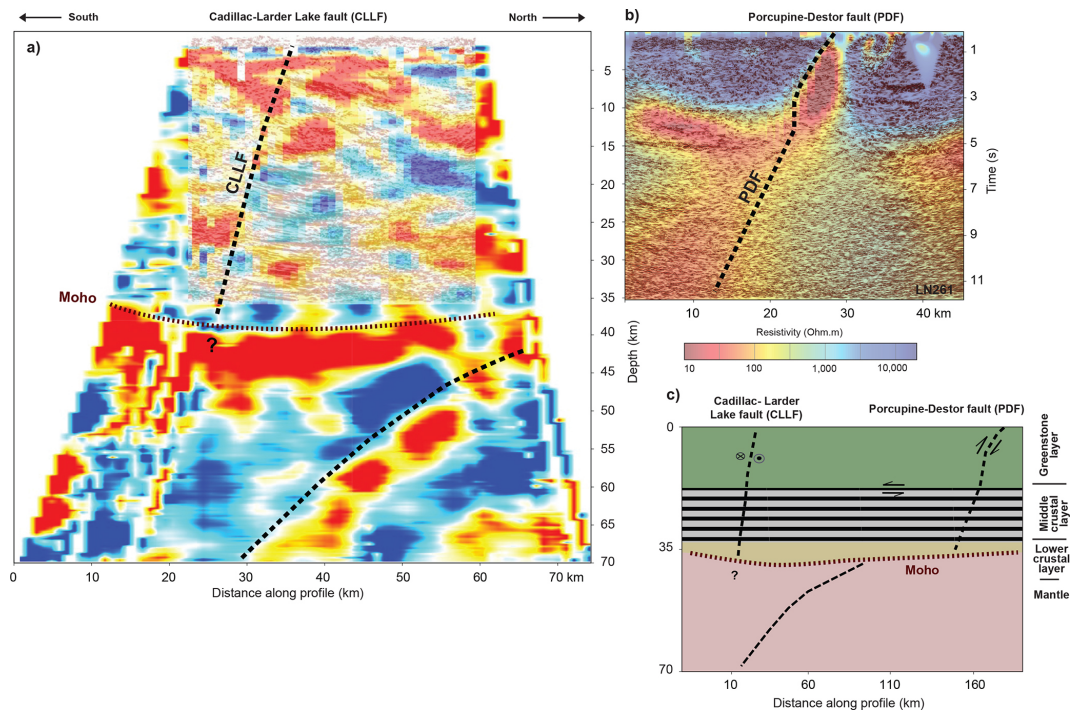 South
Cadillac-Larder Lake fault (CLLF)
North
a)
CLLF
Moho
?
5
10
15
20
25
30
35
40
45
50
55
60
65
70
Depth (km)
0
10
20
30
40
50
60
70 km
Distance along profile (km)
b)
Porcupine-Destor fault (PDF)
PDF
1
3
5
7
9
11
Time (s)
LN261
10
20
30
40 km
Resistivity (Ohm.m)
10
100
1,000
10,000
c)
Cadillac- Larder
Lake fault (CLLF)
Porcupine-Destor fault (PDF)
0
35
70
?
Moho
Greenstone
layer
Middle
crustal
layer
Lower
crustal
layer
Mantle
10
60
110
160
Distance along profile (km)